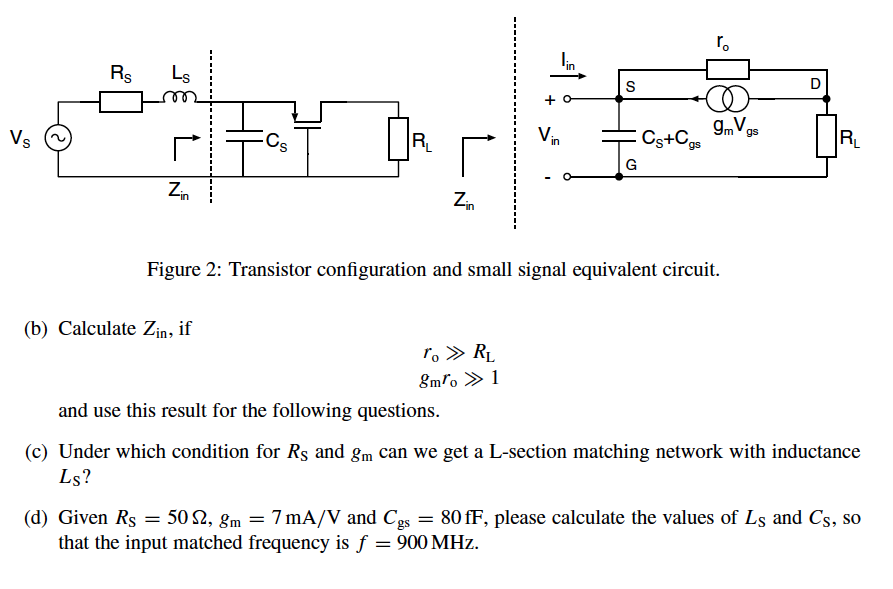 R_S L_S
V_S
C_S
R_L
Z_in
Z_in
I_in
+
V_in
-
S
G
C_S+C_gs
r_o
D
g_mV_gs
R_L
Figure 2: Transistor configuration and small signal equivalent circuit.
(b) Calculate Z_in, if
r_o ≫ R_L
g_m r_o ≫ 1
and use this result for the following questions.
(c) Under which condition for R_S and g_m can we get a L-section matching network with inductance
L_S?
(d) Given R_S = 50 Ω, g_m = 7 mA/V and C_gs = 80 fF, please calculate the values of L_S and C_S, so
that the input matched frequency is f = 900 MHz.